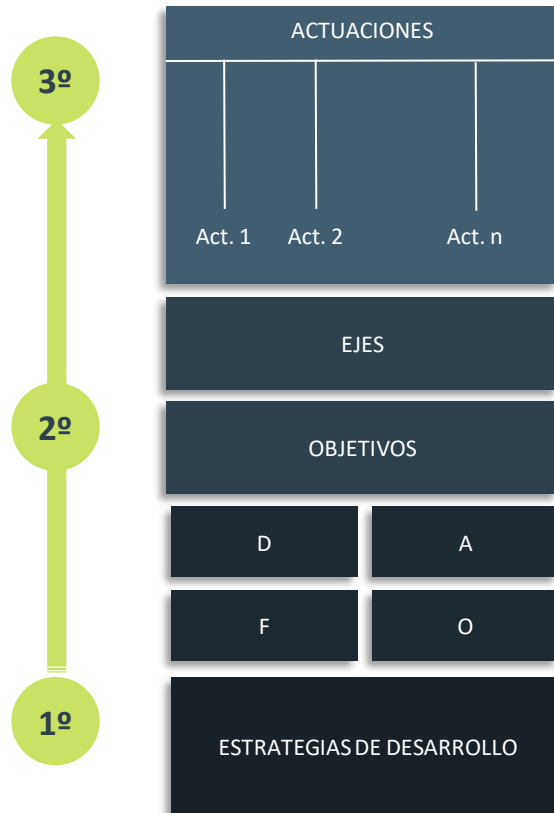 ACTUACIONES
3º
Act. 1 Act. 2 Act. n
EJES
2º
OBJETIVOS
D A
F O
1º
ESTRATEGIAS DE DESARROLLO